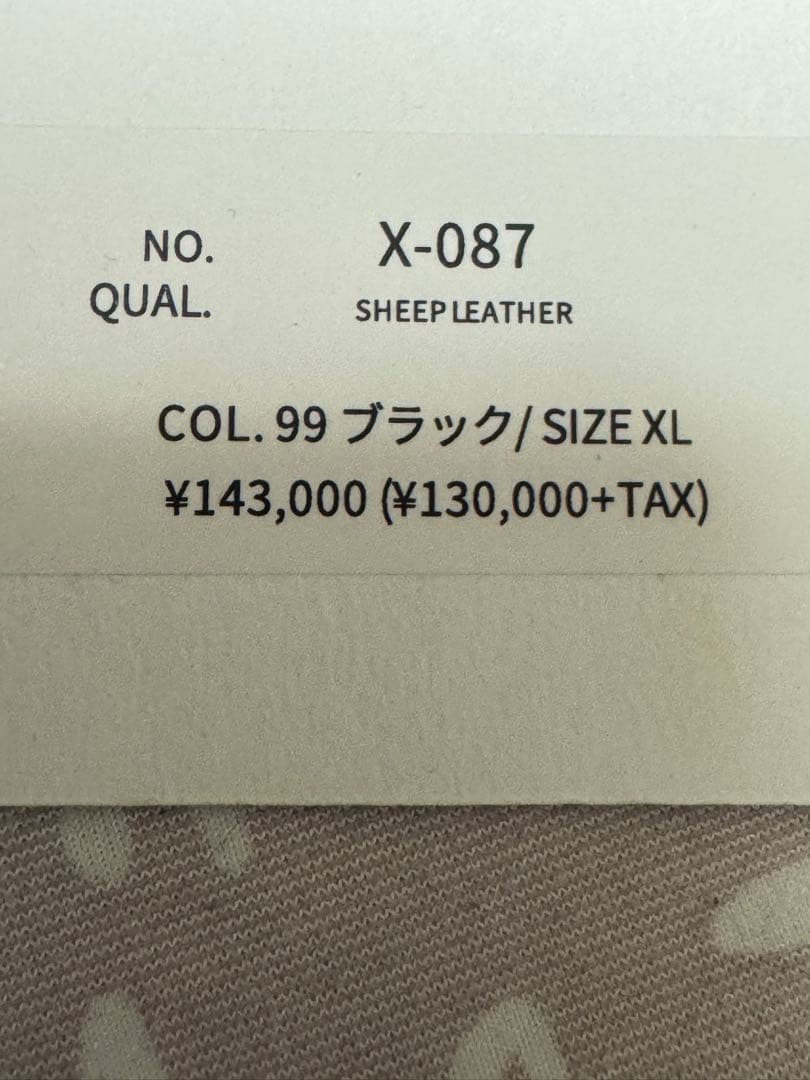 NO. X-087
QUAL. SHEEP LEATHER
COL. 99 ブラック/ SIZE XL
¥143,000 (¥130,000+TAX)